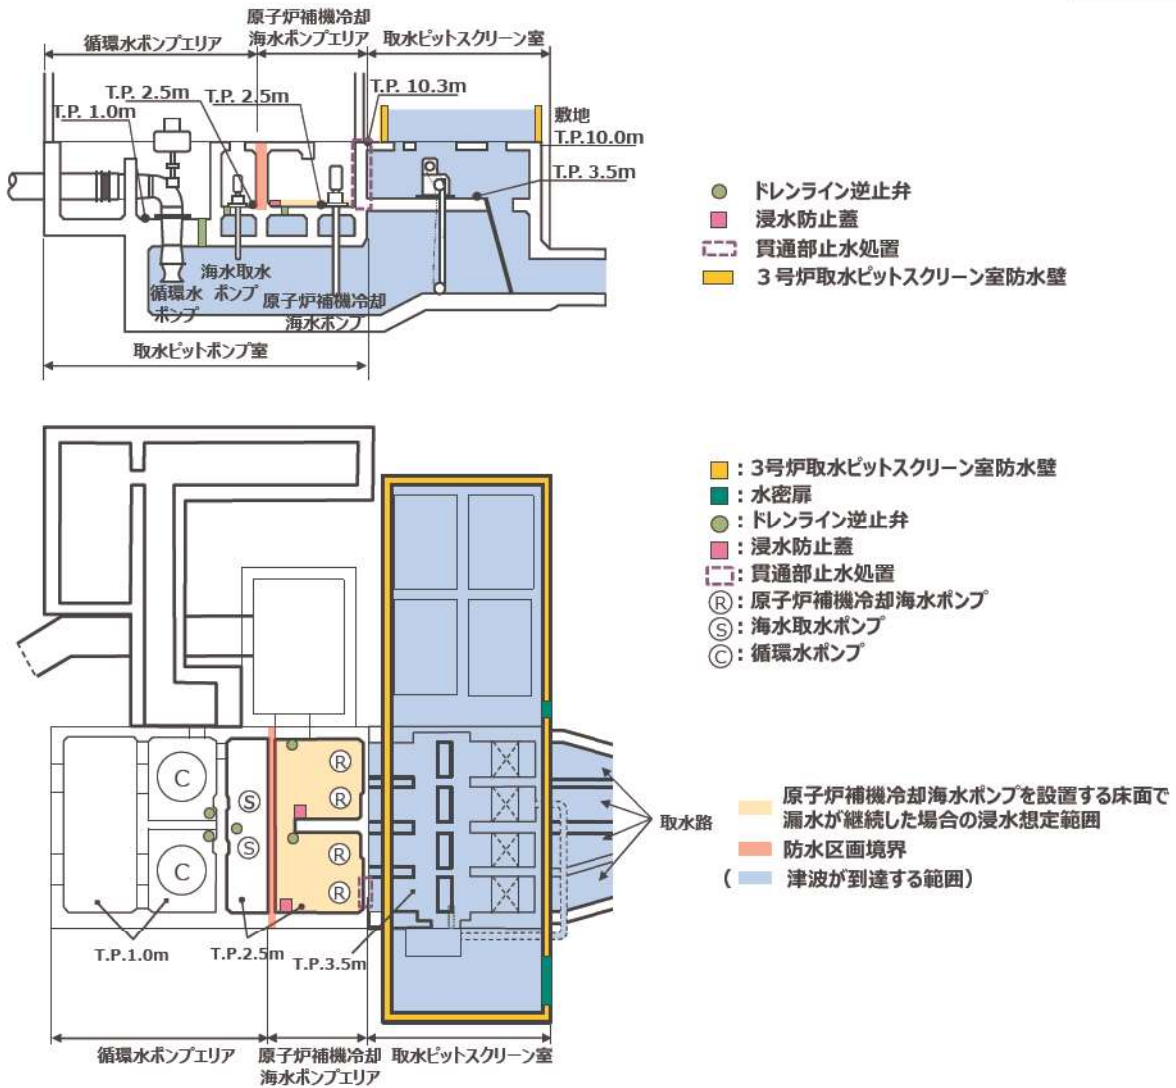 循環水ポンプエリア
原子炉補機冷却
海水ポンプエリア
取水ピットスクリーン室
T.P. 1.0m
T.P. 2.5m
T.P. 2.5m
T.P. 10.3m
敷地
T.P.10.0m
T.P. 3.5m
循環水
ポンプ
海水取水
ポンプ
原子炉補機冷却
海水ポンプ
取水ピットポンプ室
ドレンライン逆止弁
浸水防止蓋
貫通部止水処置
3号炉取水ピットスクリーン室防水壁
:3号炉取水ピットスクリーン室防水壁
:水密扉
:ドレンライン逆止弁
:浸水防止蓋
:貫通部止水処置
Ⓡ:原子炉補機冷却海水ポンプ
Ⓢ:海水取水ポンプ
Ⓒ:循環水ポンプ
C
C
S
S
R
R
R
R
取水路
原子炉補機冷却海水ポンプを設置する床面で
漏水が継続した場合の浸水想定範囲
防水区画境界
( 津波が到達する範囲)
T.P.1.0m
T.P.2.5m
T.P.3.5m
循環水ポンプエリア
原子炉補機冷却
海水ポンプエリア
取水ピットスクリーン室